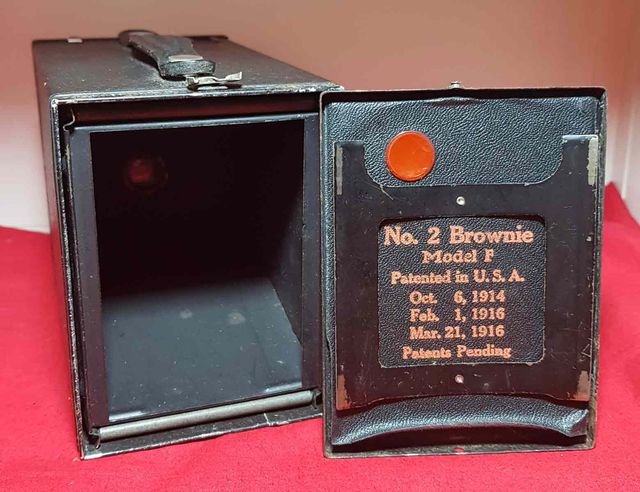 No. 2 Brownie
Model F
Patented in U.S.A.
Oct. 6, 1914
Feb. 1, 1916
Mar. 21, 1916
Patents Pending